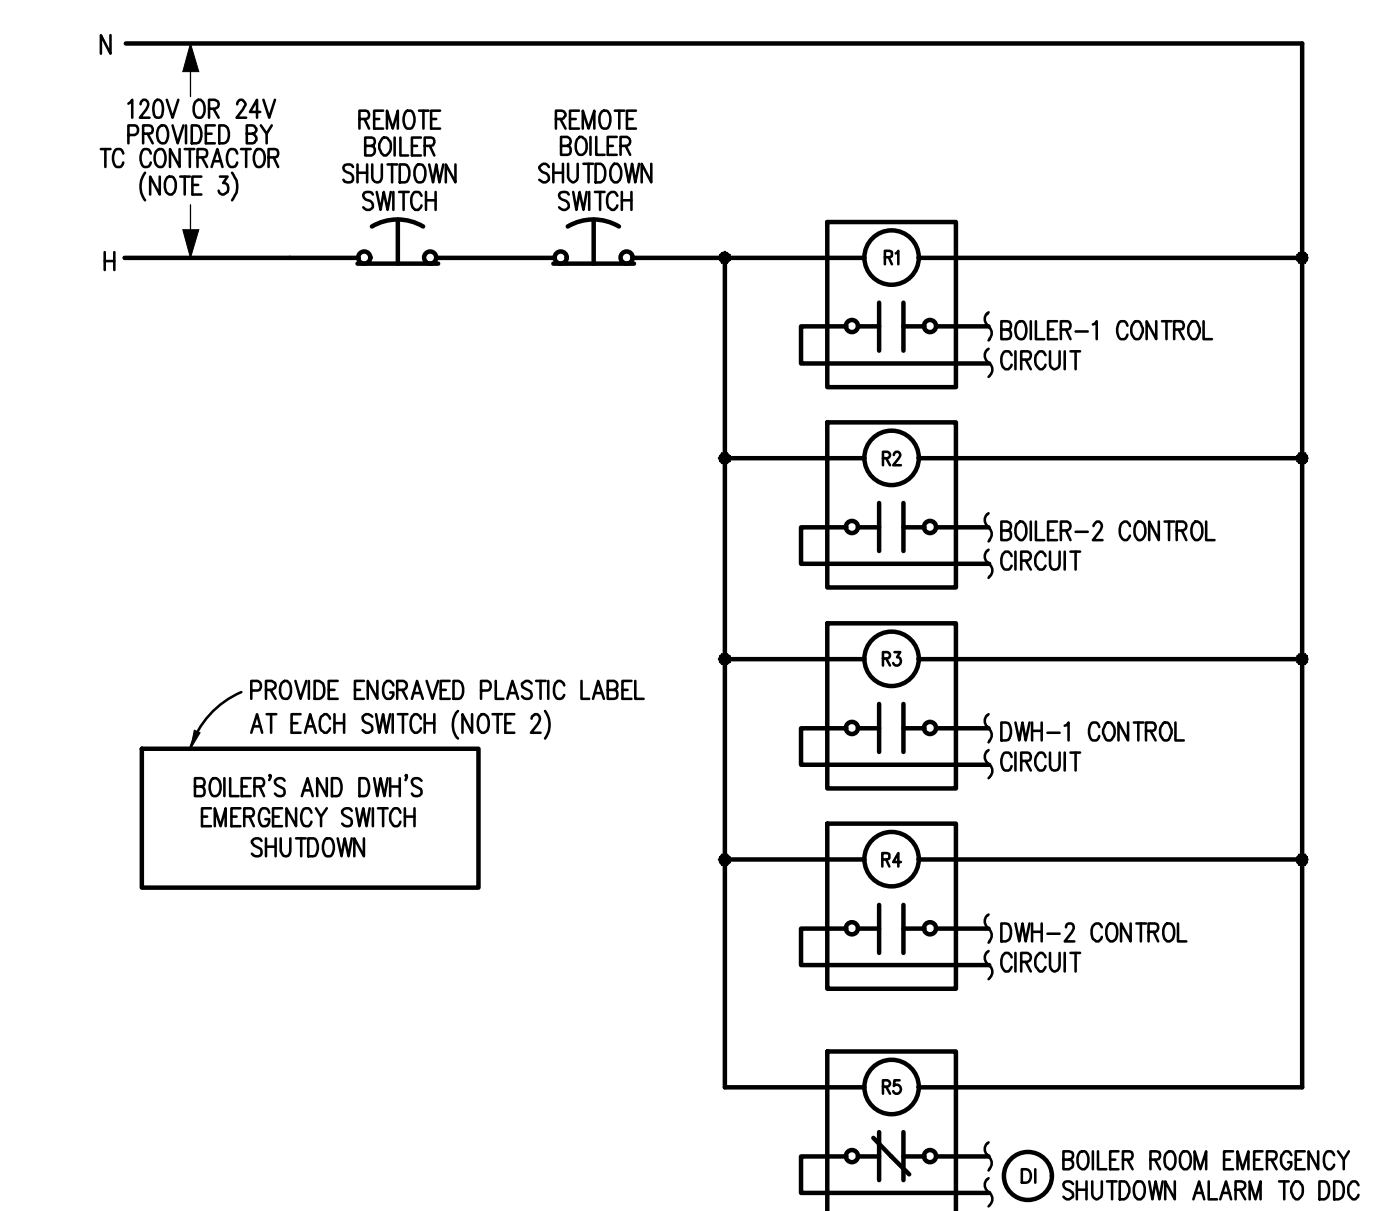 N
120V OR 24V
PROVIDED BY
TC CONTRACTOR
(NOTE 3)
REMOTE
BOILER
SHUTDOWN
SWITCH
REMOTE
BOILER
SHUTDOWN
SWITCH
H
R1
BOILER-1 CONTROL
CIRCUIT
R2
BOILER-2 CONTROL
CIRCUIT
R3
DWH-1 CONTROL
CIRCUIT
PROVIDE ENGRAVED PLASTIC LABEL
AT EACH SWITCH (NOTE 2)
BOILER'S AND DWH'S
EMERGENCY SWITCH
SHUTDOWN
R4
DWH-2 CONTROL
CIRCUIT
R5
DI
BOILER ROOM EMERGENCY
SHUTDOWN ALARM TO DDC